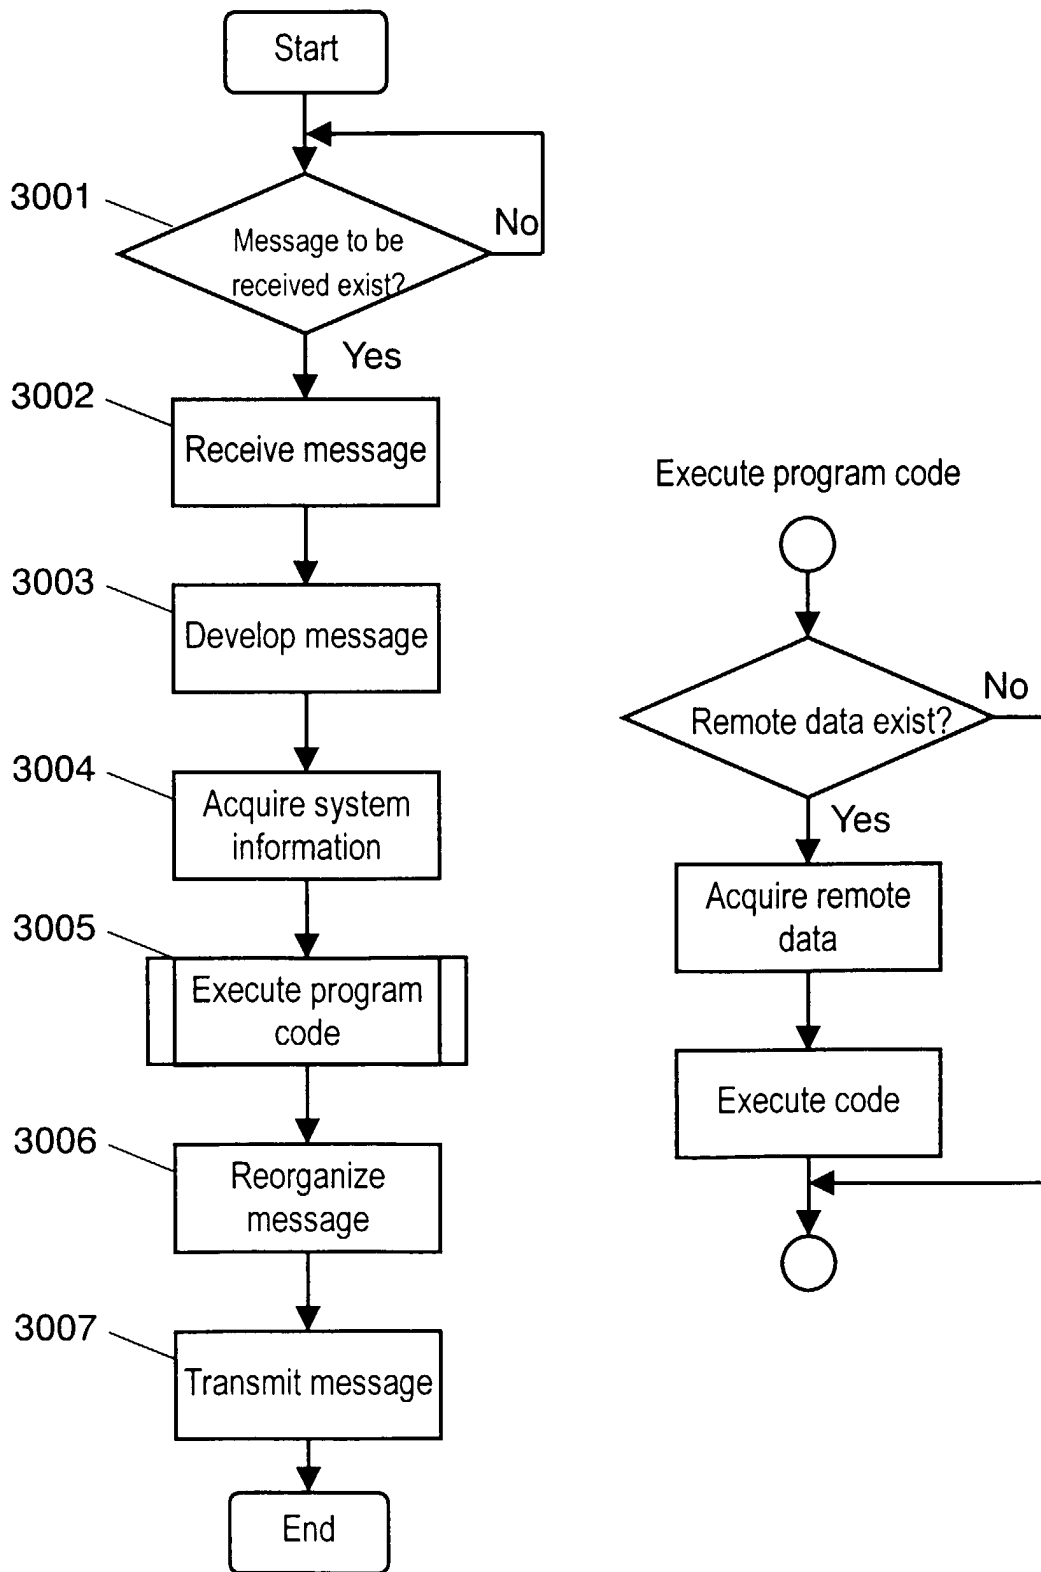 Start
3001
Message to be
received exist?
No
Yes
3002
Receive message
3003
Develop message
3004
Acquire system
information
3005
Execute program
code
3006
Reorganize
message
3007
Transmit message
End
Execute program code
Remote data exist?
No
Yes
Acquire remote
data
Execute code